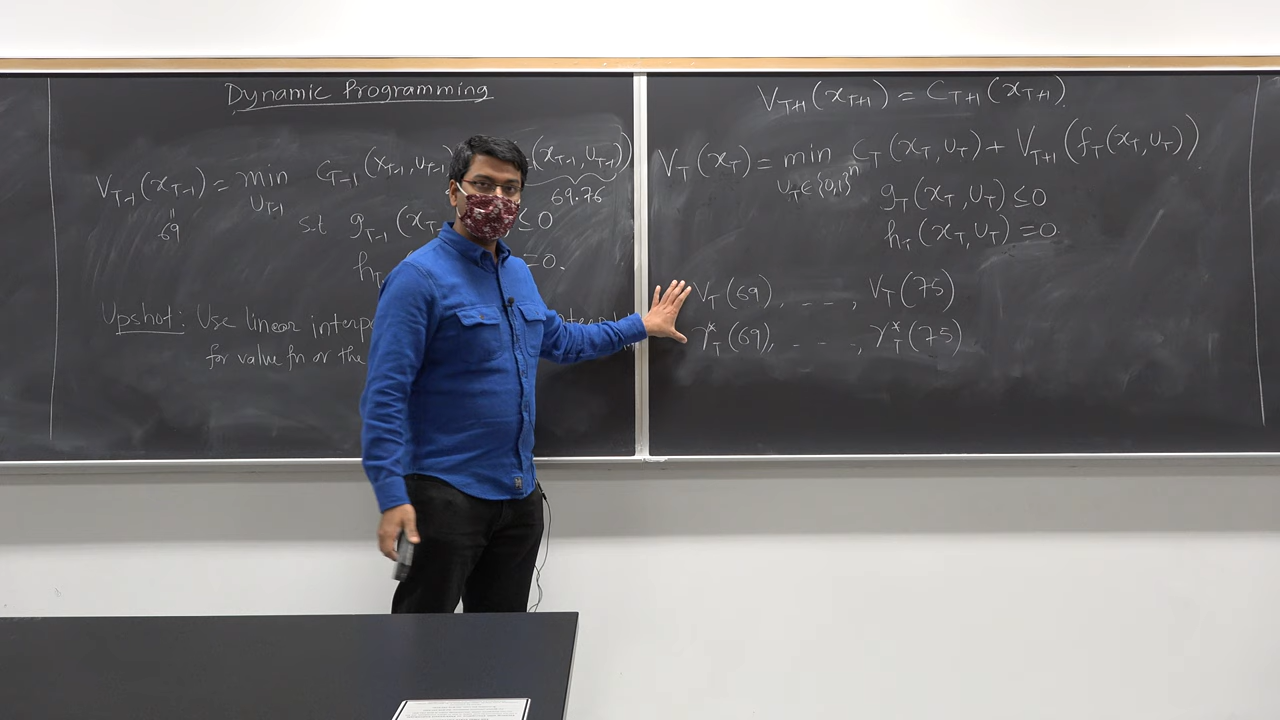 Dynamic Programming
V_{T-1}(x_{T-1}) = min C_{T-1}(x_{T-1}, u_{T-1} (x_{T-1}, u_{T-1}))
u_{T-1} 69.76
"
69
s.t g_{T-1}(x_T ≤0
h_T =0.
Upshot: Use linear
for value fn or the
V_{T+1}(x_{T+1}) = C_{T+1}(x_{T+1}).
V_T(x_T) = min C_T(x_T, u_T) + V_{T+1}(f_T(x_T, u_T))
u_T∈{0,1}^n
g_T(x_T, u_T) ≤0
h_T(x_T, u_T) =0.
V_T(69), . - - , V_T(75)
γ*_T(69), . - - . , γ*_T(75)